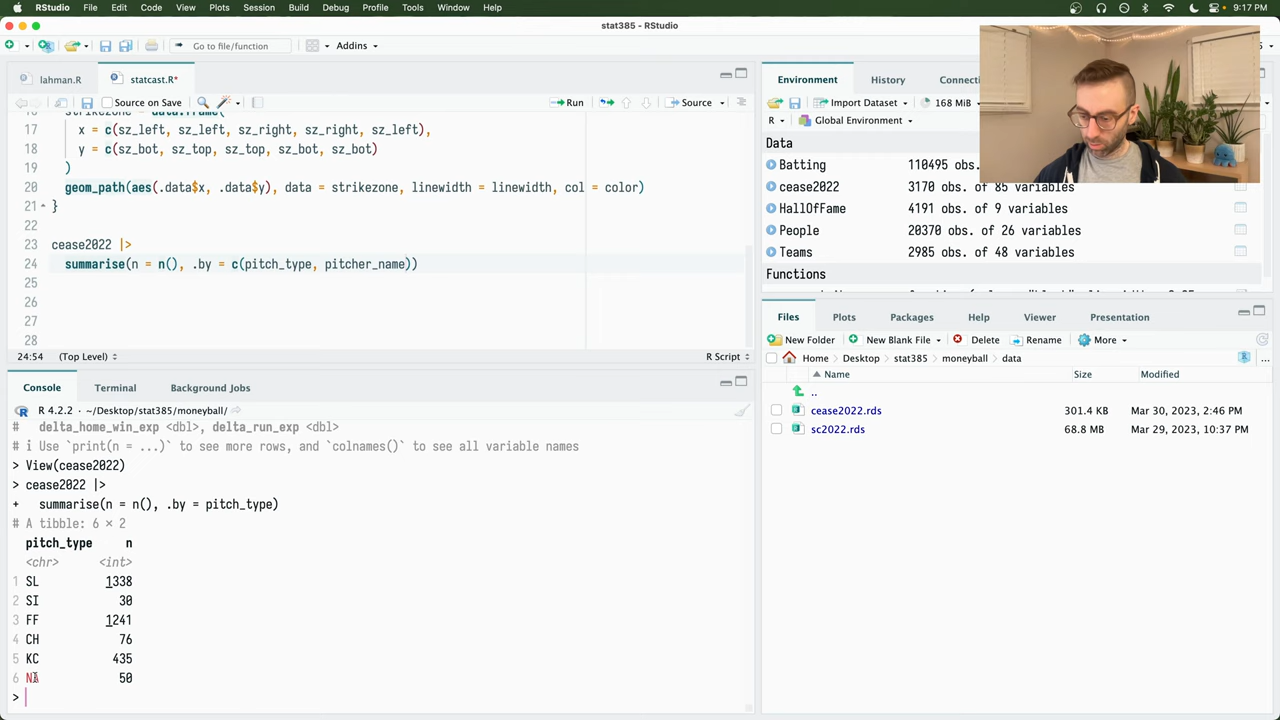 RStudio File Edit Code View Plots Session Build Debug Profile Tools Window Help 9:17 PM
stat385 - RStudio
Go to file/function Addins
lahman.R statcast.R*
Source on Save Run Source
17 x = c(sz_left, sz_left, sz_right, sz_right, sz_left),
18 y = c(sz_bot, sz_top, sz_top, sz_bot, sz_bot)
19 )
20 geom_path(aes(.data$x, .data$y), data = strikezone, linewidth = linewidth, col = color)
21 }
22
23 cease2022 |>
24 summarise(n = n(), .by = c(pitch_type, pitcher_name))
25
26
27
28
24:54 (Top Level) R Script
Console Terminal Background Jobs
R 4.2.2 · ~/Desktop/stat385/moneyball/
# delta_home_win_exp <dbl>, delta_run_exp <dbl>
# ℹ Use `print(n = ...)` to see more rows, and `colnames()` to see all variable names
> View(cease2022)
> cease2022 |>
+ summarise(n = n(), .by = pitch_type)
# A tibble: 6 × 2
pitch_type n
<chr> <int>
1 SL 1338
2 SI 30
3 FF 1241
4 CH 76
5 KC 435
6 NA 50
>
Environment History Connecti
Import Dataset 168 MiB
R Global Environment
Data
Batting 110495 obs.
cease2022 3170 obs. of 85 variables
HallOfFame 4191 obs. of 9 variables
People 20370 obs. of 26 variables
Teams 2985 obs. of 48 variables
Functions
Files Plots Packages Help Viewer Presentation
New Folder New Blank File Delete Rename More
Home Desktop stat385 moneyball data ...
Name Size Modified
..
cease2022.rds 301.4 KB Mar 30, 2023, 2:46 PM
sc2022.rds 68.8 MB Mar 29, 2023, 10:37 PM